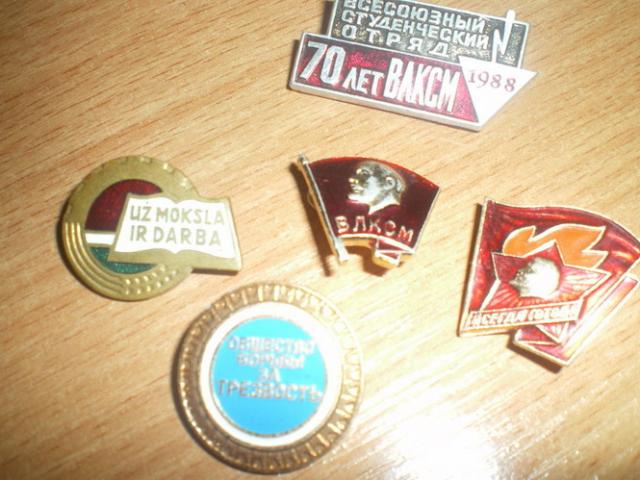 ВСЕСОЮЗНЫЙ
СТУДЕНЧЕСКИЙ
ОТРЯД
70 ЛЕТ ВЛКСМ 1988
UŽ MOKSLĄ
IR DARBĄ
ВЛКСМ
ВСЕГДА ГОТОВ
ОБЩЕСТВО
БОРЬБЫ
ЗА
ТРЕЗВОСТЬ